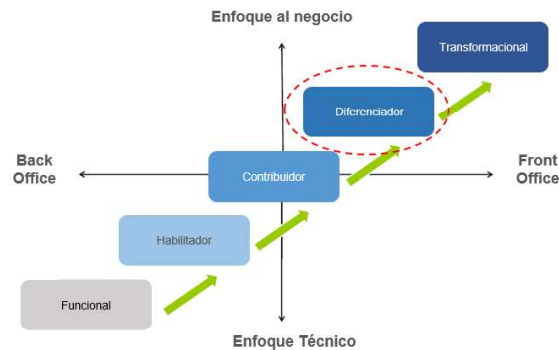 Enfoque al negocio
Transformacional
Diferenciador
Back
Office
Contribuidor
Front
Office
Habilitador
Funcional
Enfoque Técnico